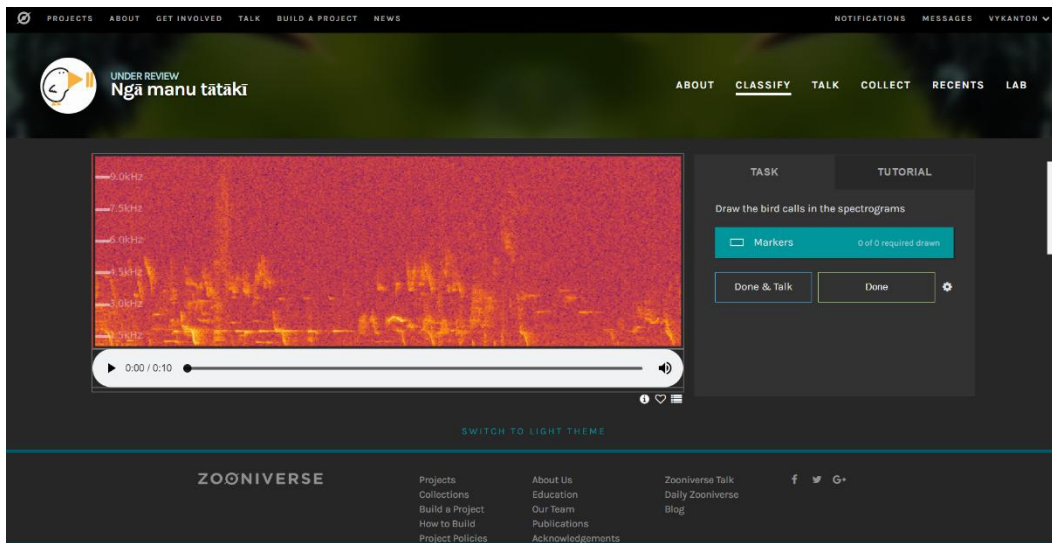 PROJECTS ABOUT GET INVOLVED TALK BUILD A PROJECT NEWS NOTIFICATIONS MESSAGES VYKANTON
UNDER REVIEW
Ngā manu tātākī
ABOUT CLASSIFY TALK COLLECT RECENTS LAB
9.0kHz
7.5kHz
6.0kHz
4.5kHz
3.0kHz
1.5kHz
0:00 / 0:10
TASK TUTORIAL
Draw the bird calls in the spectrograms
Markers 0 of 0 required drawn
Done & Talk Done
SWITCH TO LIGHT THEME
ZOONIVERSE
Projects
Collections
Build a Project
How to Build
Project Policies
About Us
Education
Our Team
Publications
Acknowledgements
Zooniverse Talk
Daily Zooniverse
Blog